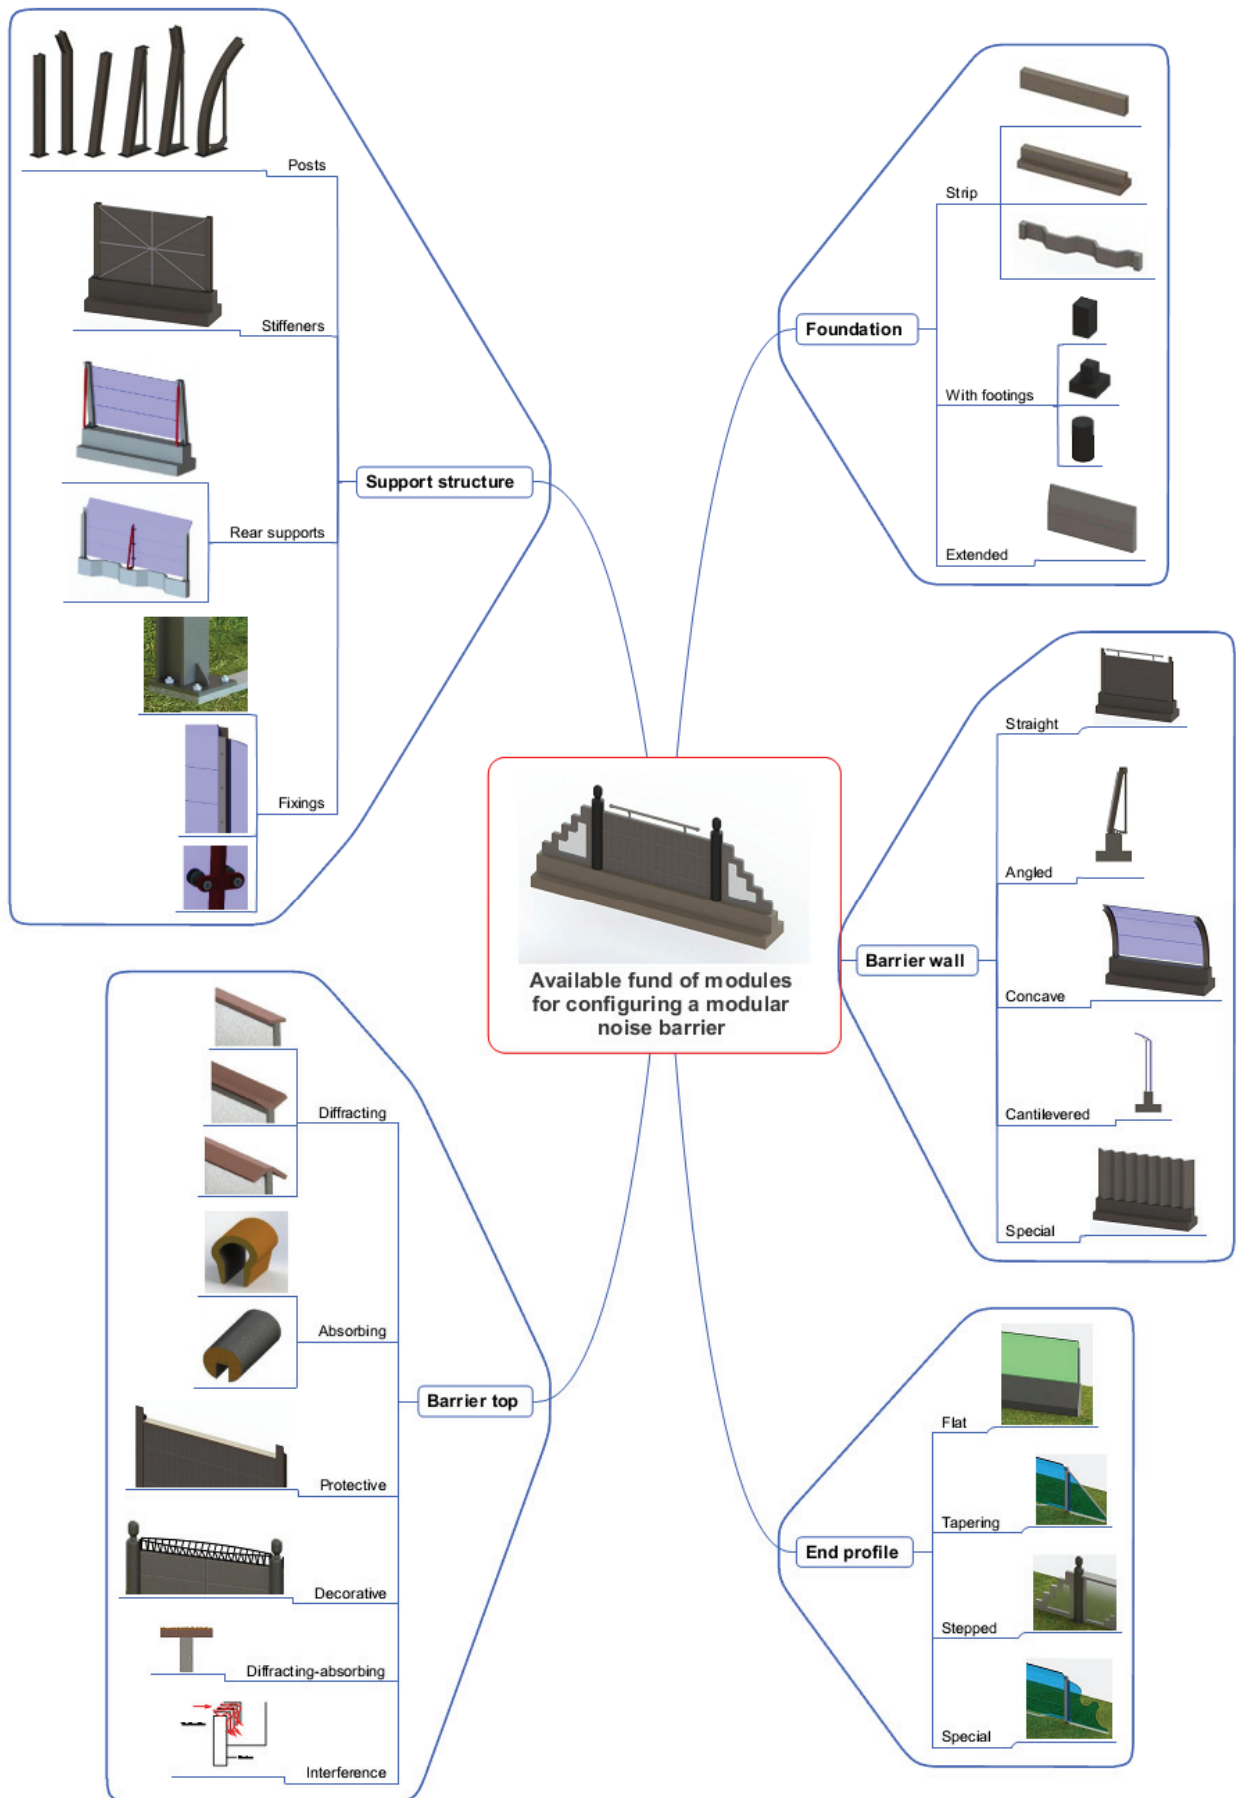 Posts
Stiffeners
Rear supports
Fixings
Support structure
Strip
With footings
Extended
Foundation
Straight
Angled
Concave
Cantilevered
Special
Barrier wall
Available fund of modules
for configuring a modular
noise barrier
Diffracting
Absorbing
Protective
Decorative
Diffracting-absorbing
Interference
Barrier top
Flat
Tapering
Stepped
Special
End profile